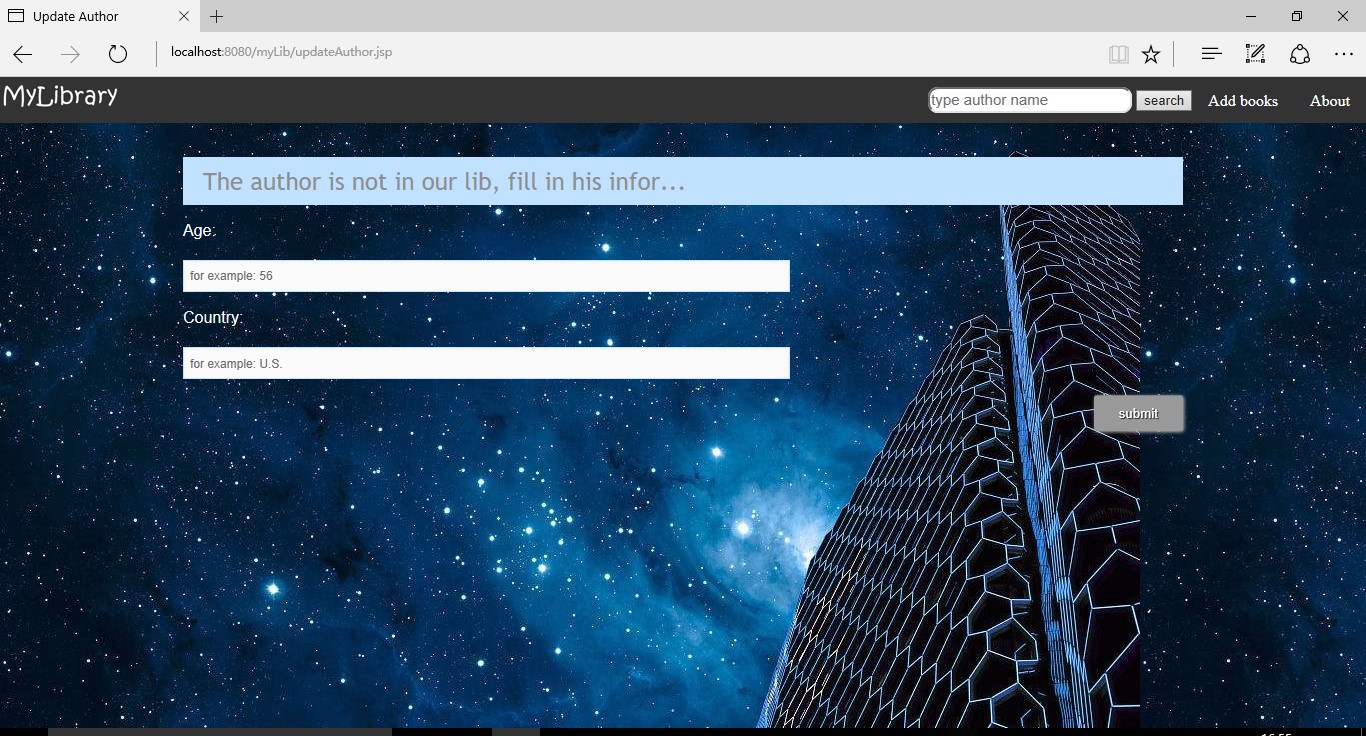 Update Author
localhost:8080/myLib/updateAuthor.jsp
MyLibrary
type author name
search
Add books
About
The author is not in our lib, fill in his infor...
Age:
for example: 56
Country:
for example: U.S.
submit